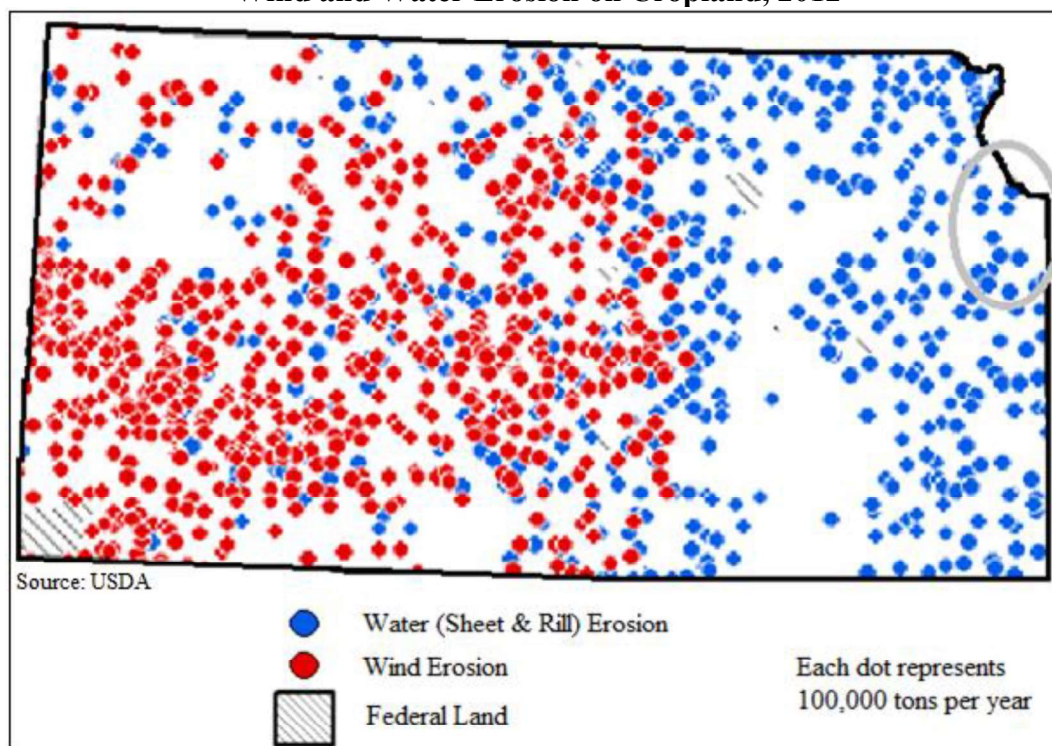 Wind and Water Erosion on Cropland, 2012
Source: USDA
Water (Sheet & Rill) Erosion
Wind Erosion
Federal Land
Each dot represents
100,000 tons per year